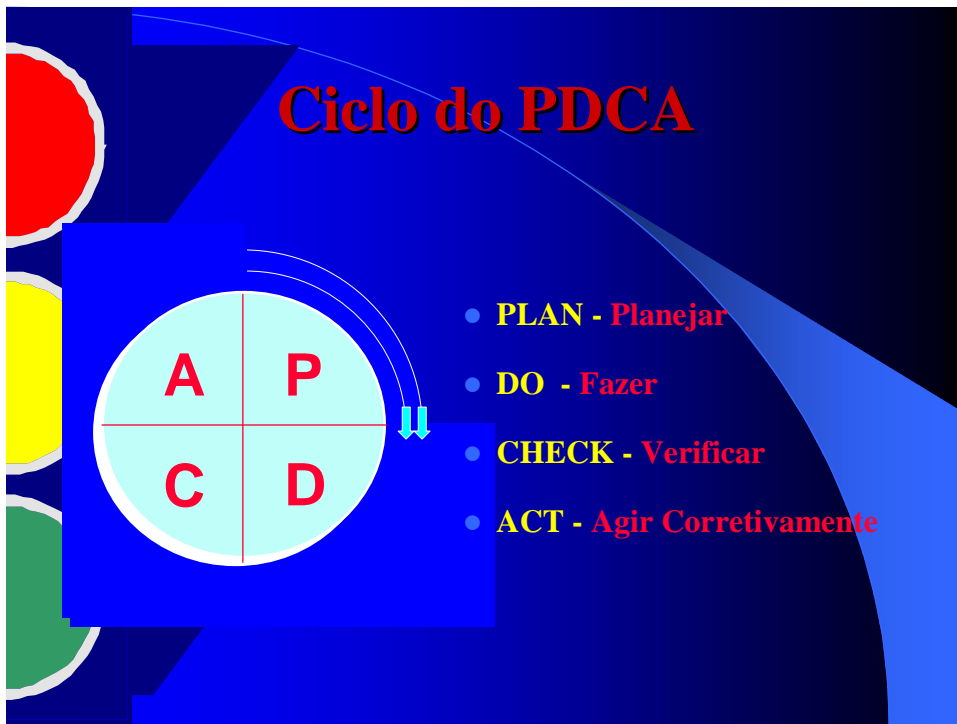 Ciclo do PDCA
A P
C D
PLAN - Planejar
DO - Fazer
CHECK - Verificar
ACT - Agir Corretivamente